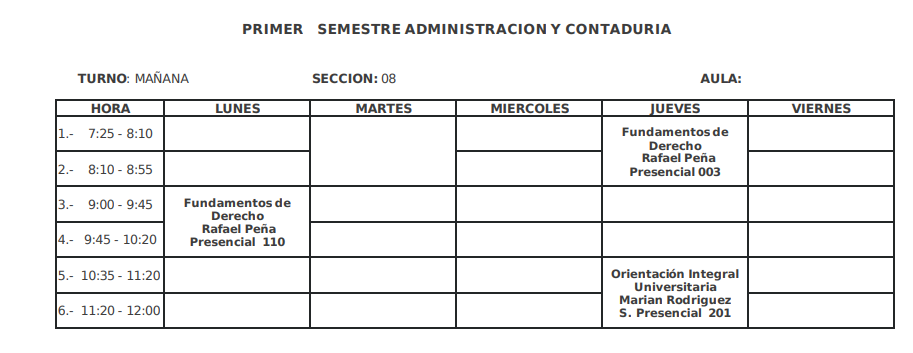 PRIMER SEMESTRE ADMINISTRACION Y CONTADURIA
TURNO: MAÑANA SECCION: 08 AULA:
HORA LUNES MARTES MIERCOLES JUEVES VIERNES
1.- 7:25 - 8:10
Fundamentos de
Derecho
Rafael Peña
Presencial 003
2.- 8:10 - 8:55
3.- 9:00 - 9:45
Fundamentos de
Derecho
Rafael Peña
Presencial 110
4.- 9:45 - 10:20
5.- 10:35 - 11:20
Orientación Integral
Universitaria
Marian Rodriguez
S. Presencial 201
6.- 11:20 - 12:00